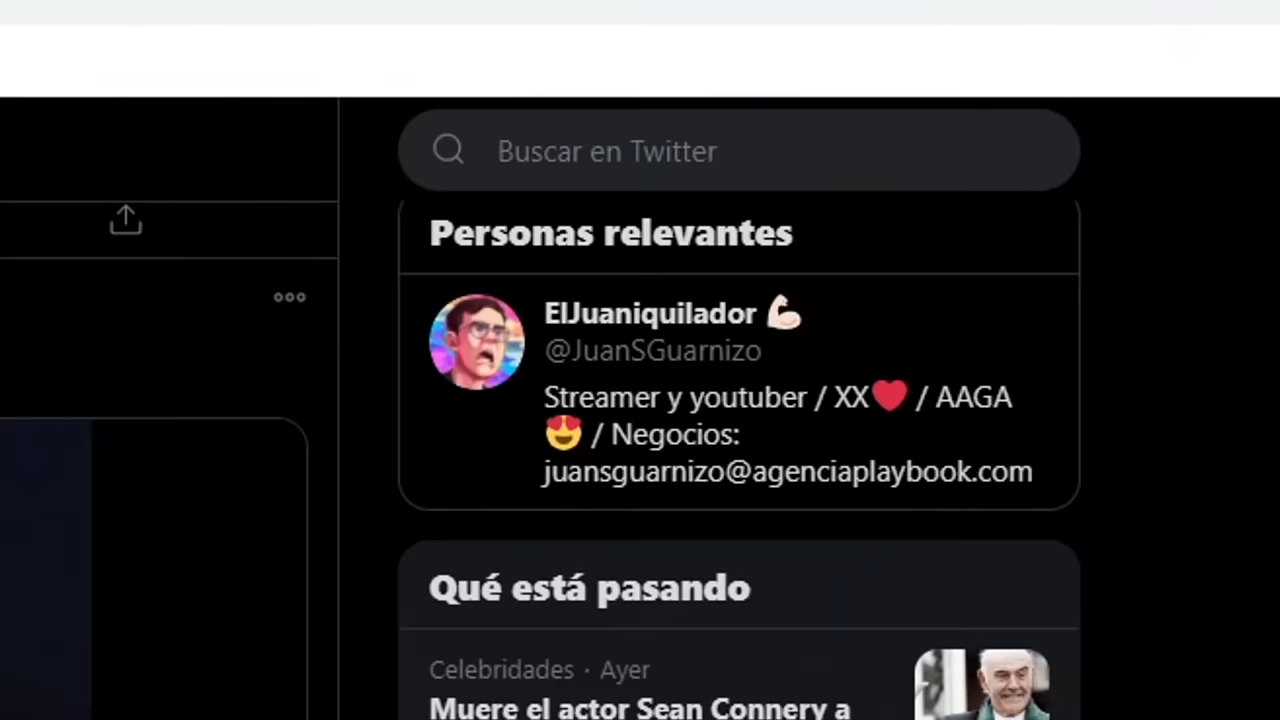 Buscar en Twitter
Personas relevantes
ElJuaniquilador 💪🏻
@JuanSGuarnizo
Streamer y youtuber / XX❤️ / AAGA
😍 / Negocios:
juansguarnizo@agenciaplaybook.com
Qué está pasando
Celebridades · Ayer
Muere el actor Sean Connery a